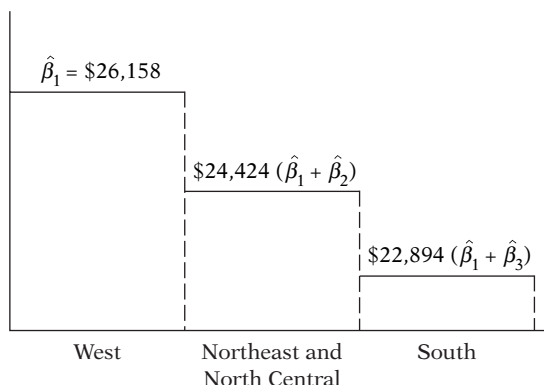 β̂₁ = $26,158
$24,424 (β̂₁ + β̂₂)
$22,894 (β̂₁ + β̂₃)
West
Northeast and
North Central
South